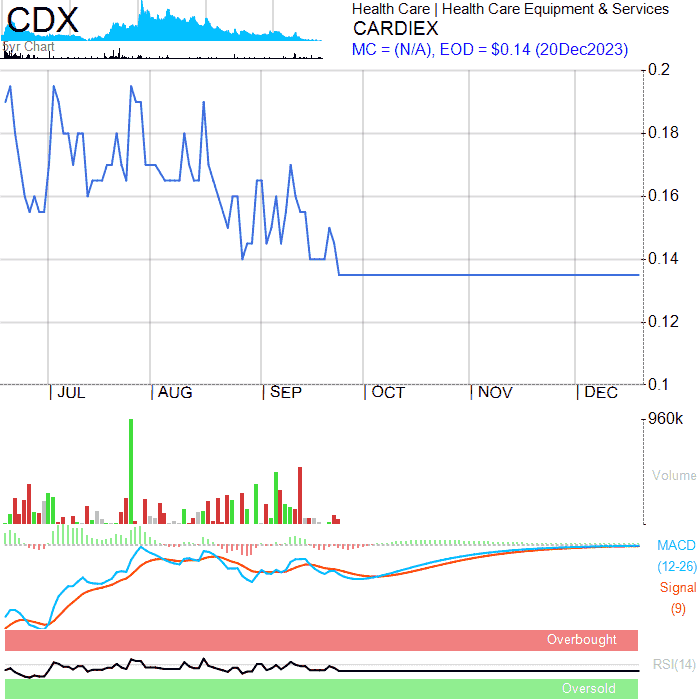 CDX
5yr Chart
Health Care | Health Care Equipment & Services
CARDIEX
MC = (N/A), EOD = $0.14 (20Dec2023)
0.2
0.18
0.16
0.14
0.12
0.1
JUL AUG SEP OCT NOV DEC
960k
Volume
MACD
(12-26)
Signal
(9)
Overbought
RSI(14)
Oversold